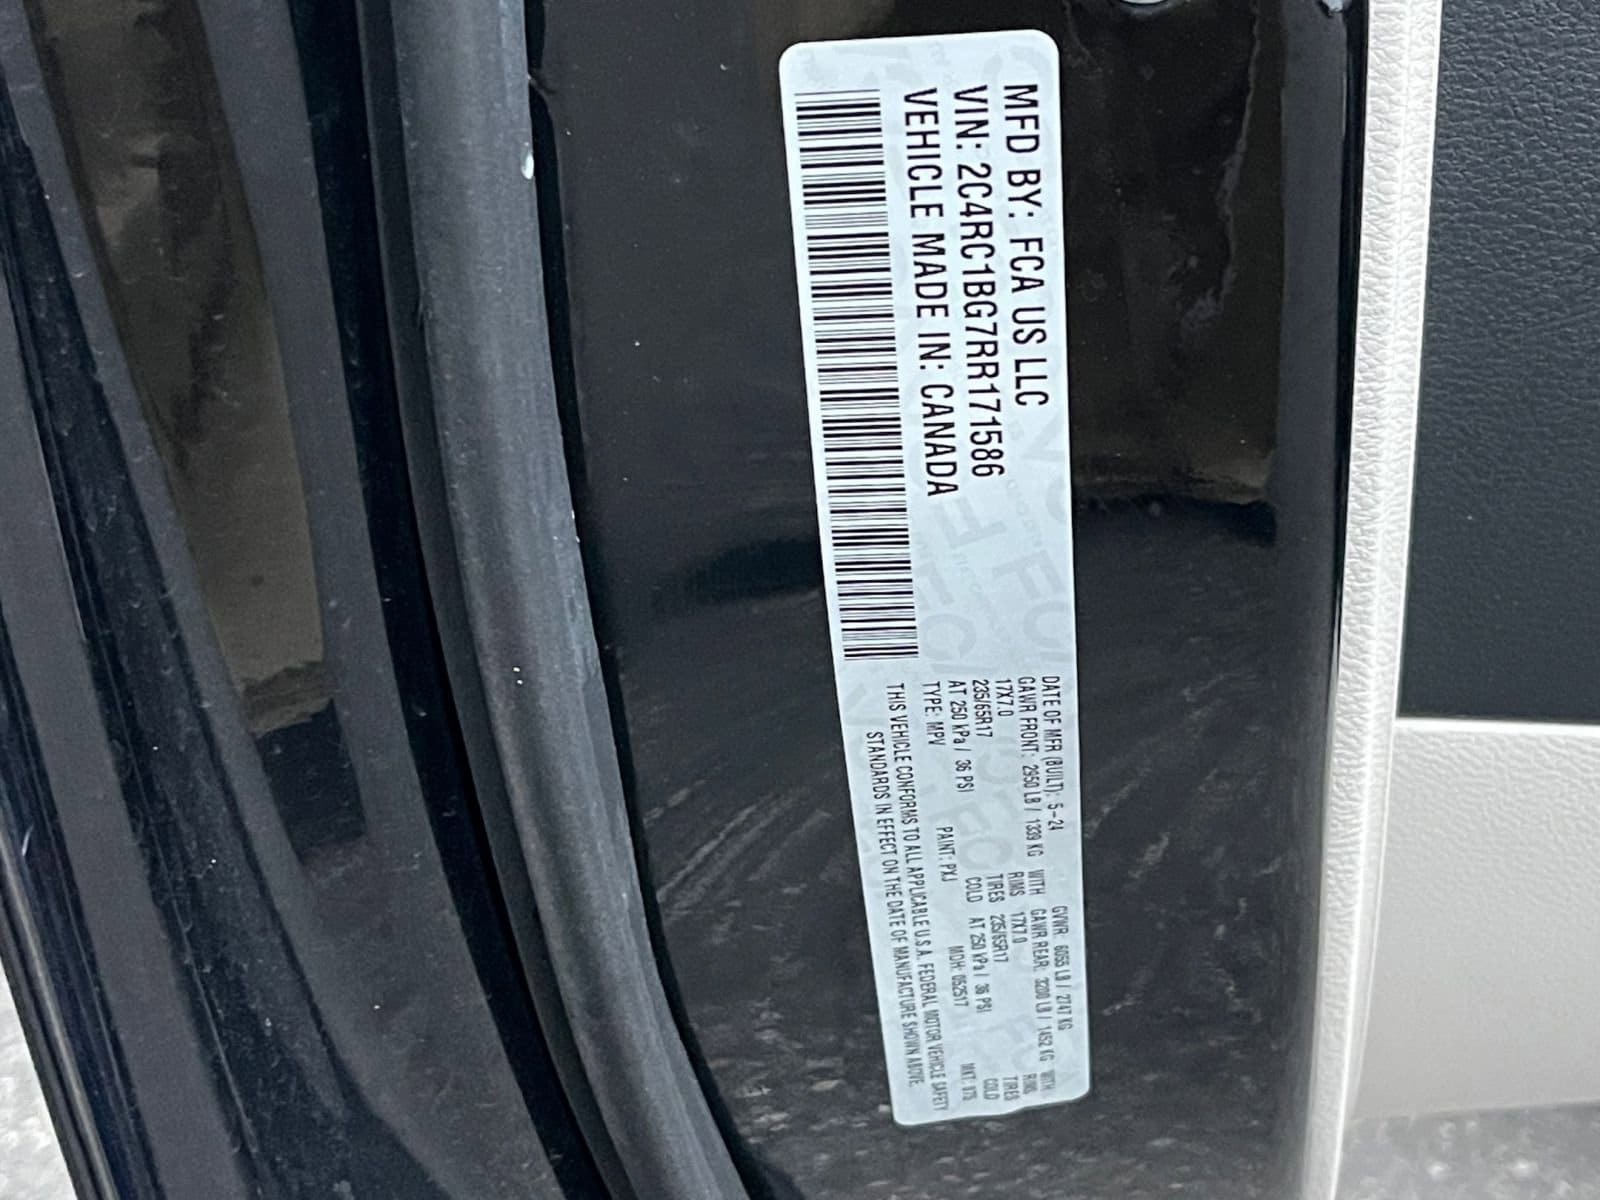 MFD BY: FCA US LLC
VIN: 2C4RC1BG7RR171586
VEHICLE MADE IN: CANADA
DATE OF MFR (BUILT): 5-24 GVWR: 6055 LB / 2747 KG
GAWR FRONT: 2950 LB / 1339 KG WITH GAWR REAR: 3200 LB / 1452 KG WITH
17X7.0 RIMS 17X7.0 RIMS
235/65R17 TIRES 235/65R17 TIRES
AT 250 kPa / 36 PSI COLD AT 250 kPa / 36 PSI COLD
TYPE: MPV PAINT: PXJ MDH: 052517 MKT:
THIS VEHICLE CONFORMS TO ALL APPLICABLE U.S.A. FEDERAL MOTOR VEHICLE SAFETY
STANDARDS IN EFFECT ON THE DATE OF MANUFACTURE SHOWN ABOVE.